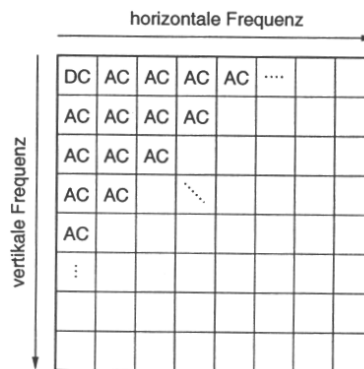 horizontale Frequenz
vertikale Frequenz
DC AC AC AC AC ....
AC AC AC AC
AC AC AC
AC AC
AC